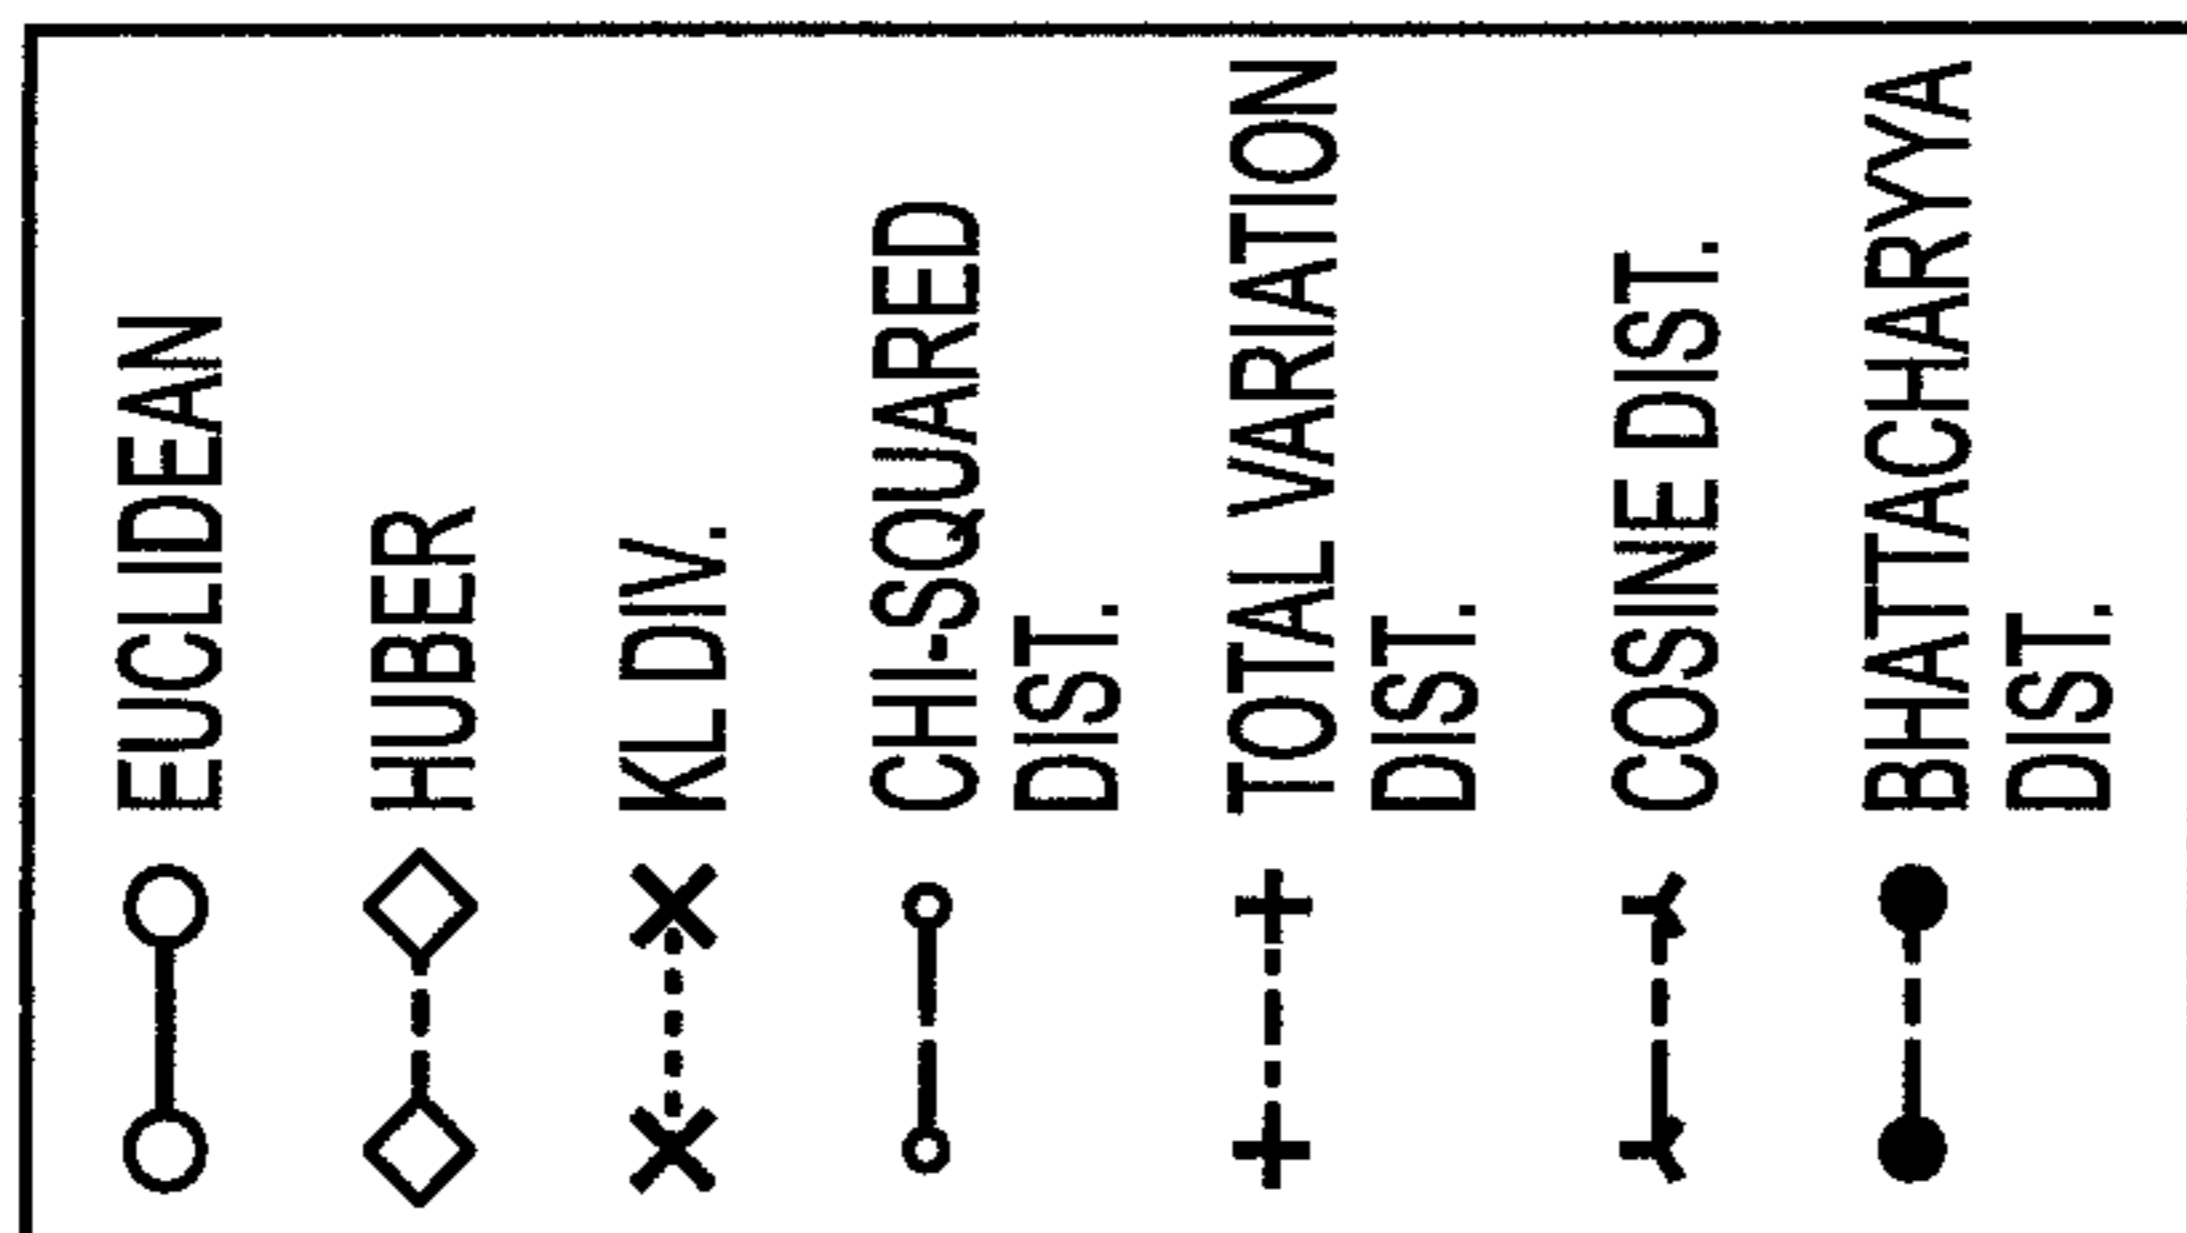 EUCLIDEAN
HUBER
KL DIV.
CHI-SQUARED
DIST.
TOTAL VARIATION
DIST.
COSINE DIST.
BHATTACHARYYA
DIST.